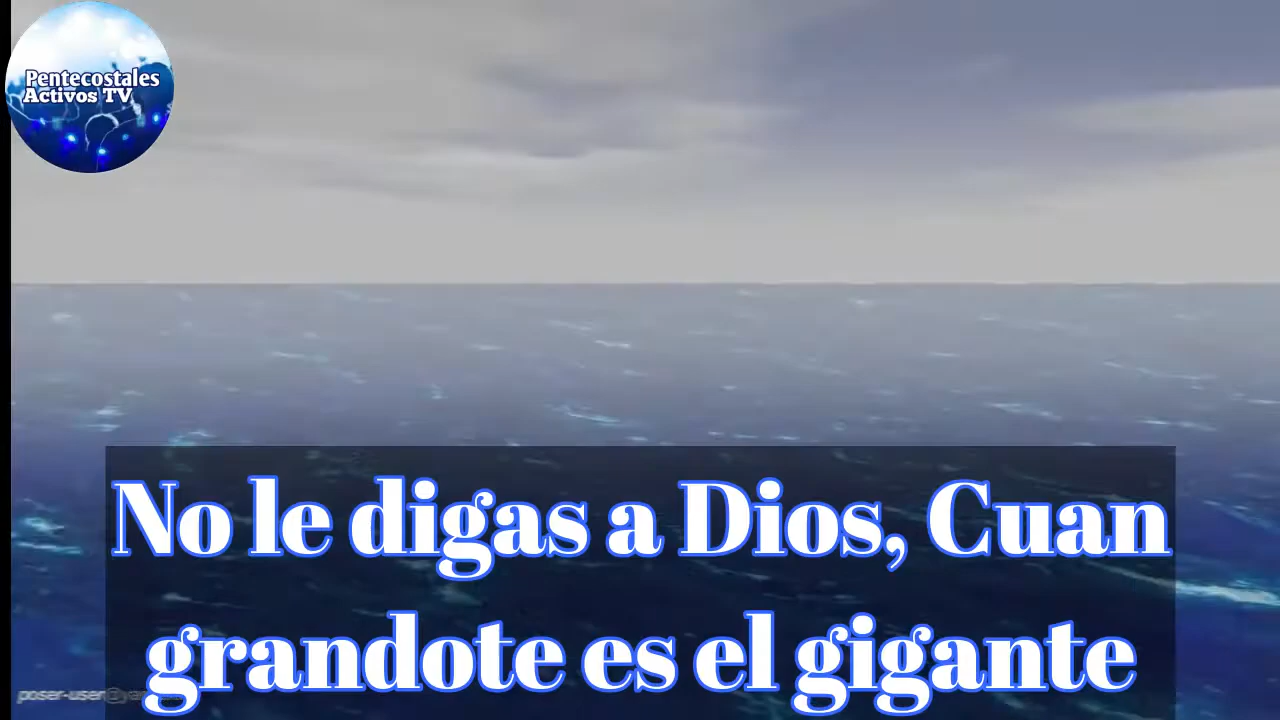 Pentecostales
Activos TV
No le digas a Dios, Cuan
grandote es el gigante